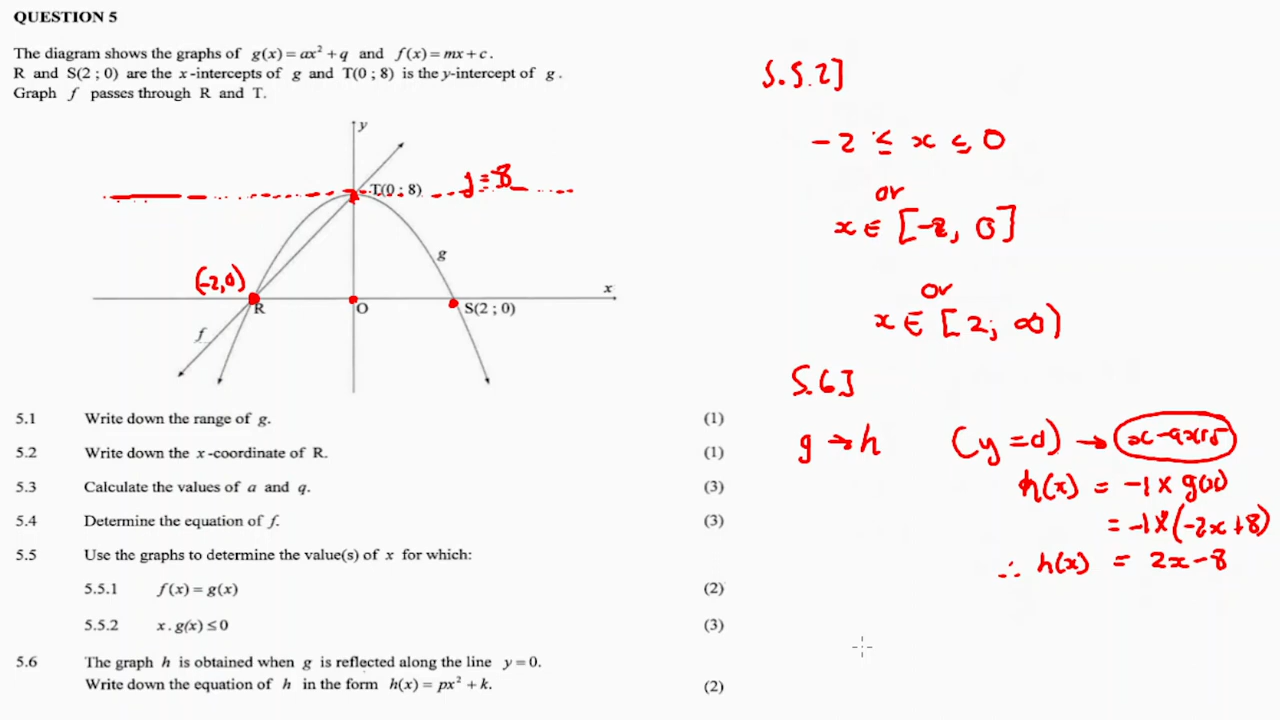 QUESTION 5
The diagram shows the graphs of g(x) = ax² + q and f(x) = mx + c.
R and S(2 ; 0) are the x-intercepts of g and T(0 ; 8) is the y-intercept of g.
Graph f passes through R and T.
y
T(0 ; 8)
y = 8
g
(-2,0)
x
R
O
S(2 ; 0)
f
5.1 Write down the range of g. (1)
5.2 Write down the x-coordinate of R. (1)
5.3 Calculate the values of a and q. (3)
5.4 Determine the equation of f. (3)
5.5 Use the graphs to determine the value(s) of x for which:
5.5.1 f(x) = g(x) (2)
5.5.2 x . g(x) ≤ 0 (3)
5.6 The graph h is obtained when g is reflected along the line y = 0.
Write down the equation of h in the form h(x) = px² + k. (2)
5.5.2]
-2 ≤ x ≤ 0
or
x ∈ [-2, 0]
or
x ∈ [2; ∞)
5.6]
g → h (y = 0) → x-axis
h(x) = -1 × g(x)
= -1 × (-2x + 8)
∴ h(x) = 2x - 8